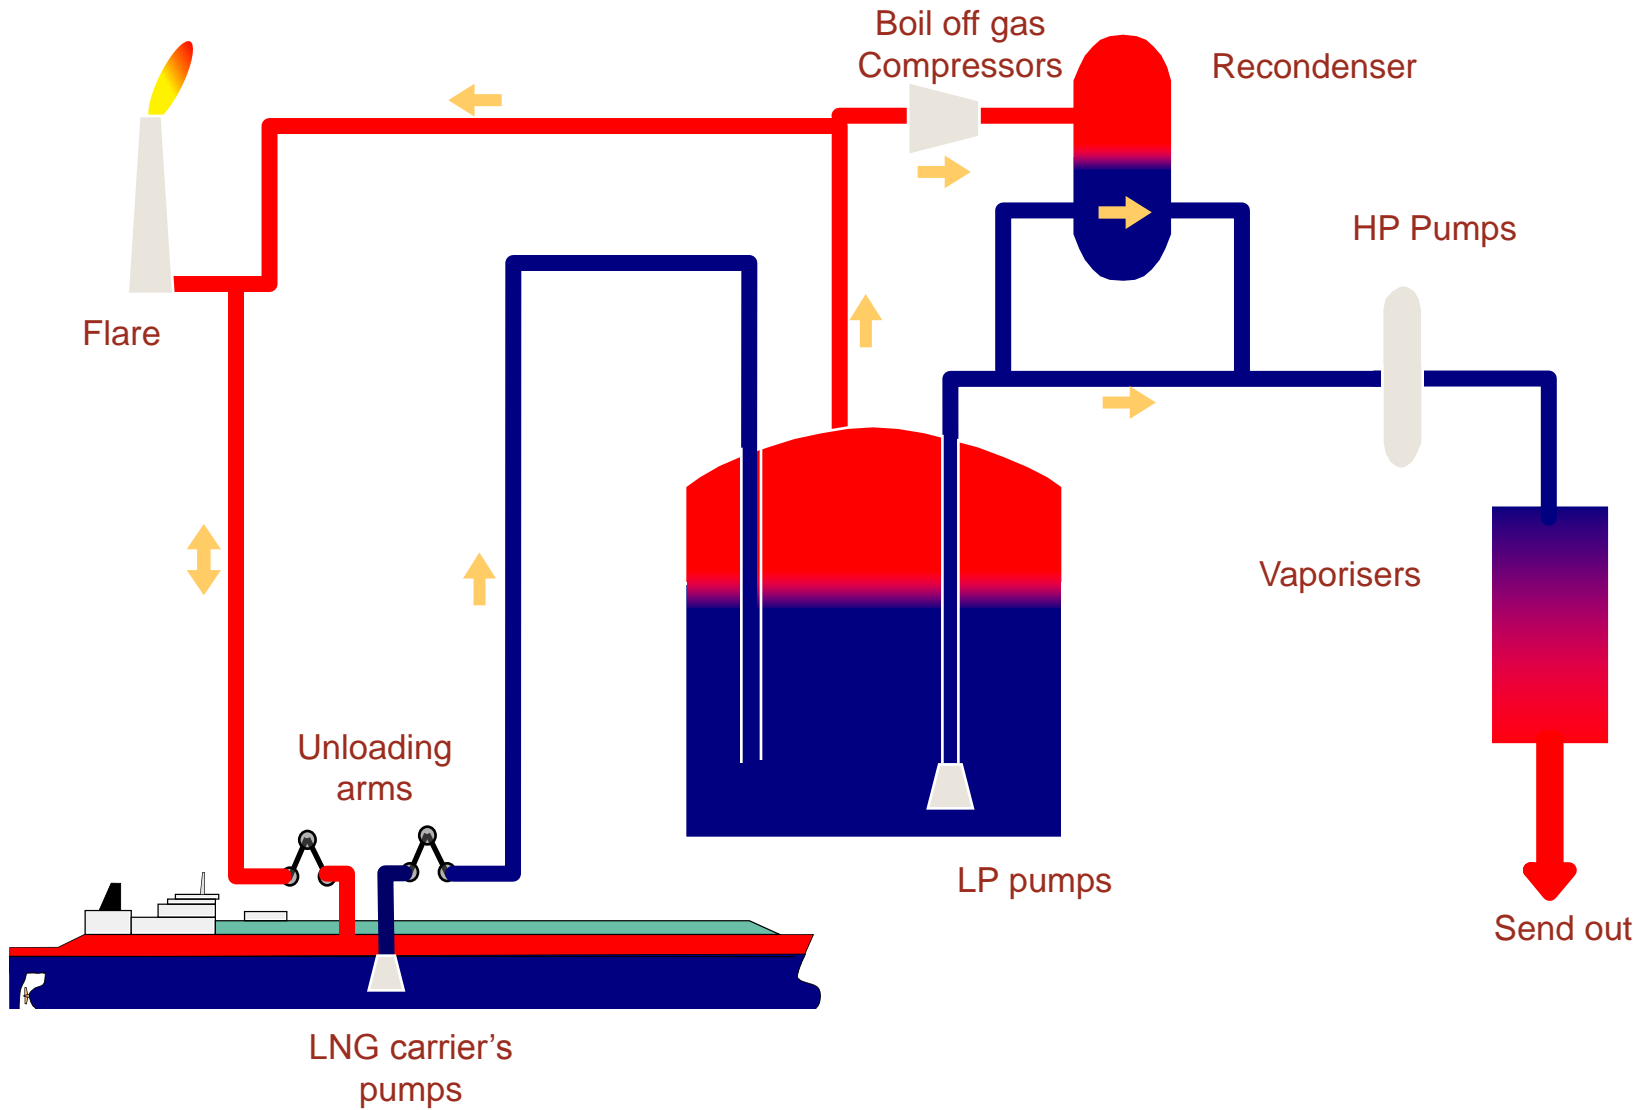 Boil off gas
Compressors
Recondenser
HP Pumps
Flare
Vaporisers
Unloading
arms
LP pumps
Send out
LNG carrier’s
pumps